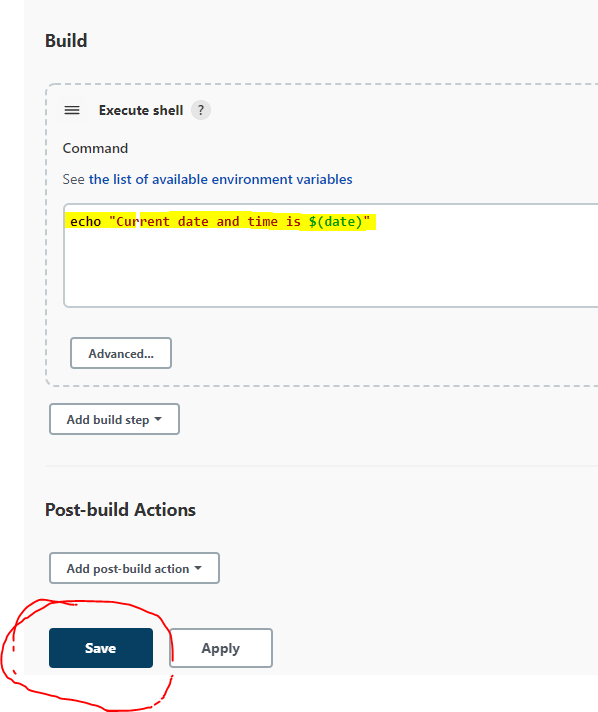 Build
Execute shell ?
Command
See the list of available environment variables
echo "Current date and time is $(date)"
Advanced...
Add build step
Post-build Actions
Add post-build action
Save Apply